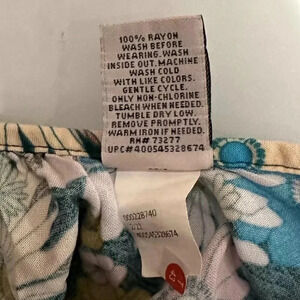 100% RAYON
WASH BEFORE
WEARING. WASH
INSIDE OUT. MACHINE
WASH COLD
WITH LIKE COLORS.
GENTLE CYCLE.
ONLY NON-CHLORINE
BLEACH WHEN NEEDED.
TUMBLE DRY LOW.
REMOVE PROMPTLY.
WARM IRON IF NEEDED.
RN# 73277
UPC#400545328674
000228740